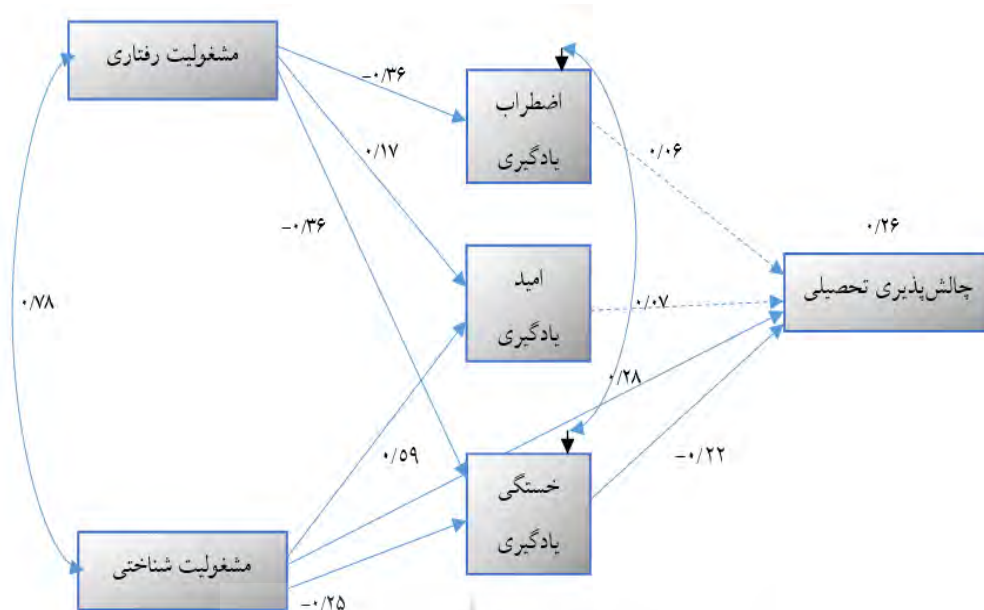 مشغولیت رفتاری
-۰/۳۶
اضطراب
یادگیری
۰/۱۷
۰/۰۶
-۰/۳۶
۰/۲۶
امید
یادگیری
چالش‌پذیری تحصیلی
۰/۷۸
۰/۰۷
۰/۲۸
۰/۵۹
-۰/۲۲
خستگی
یادگیری
مشغولیت شناختی
-۰/۲۵